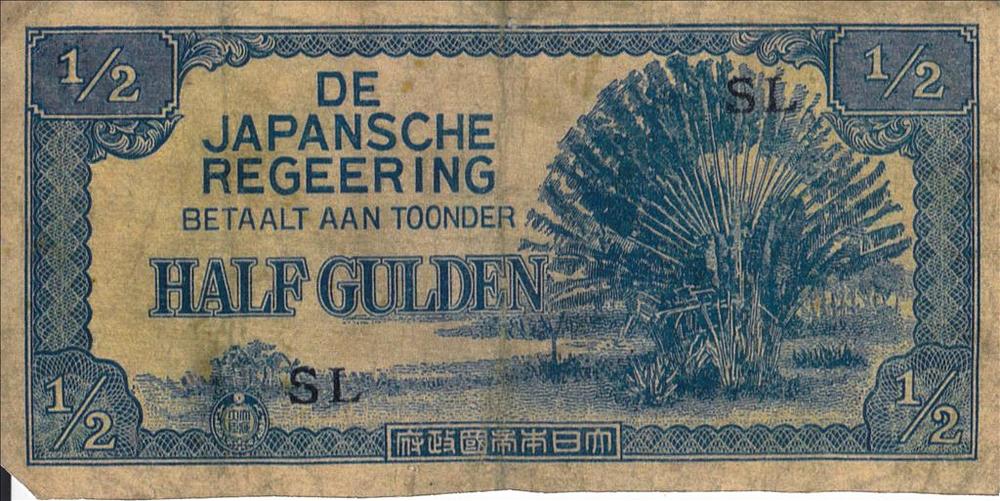 1/2
1/2
DE
JAPANSCHE
REGEERING
BETAALT AAN TOONDER
HALF GULDEN
SL
SL
1/2
1/2
大日本帝國政府